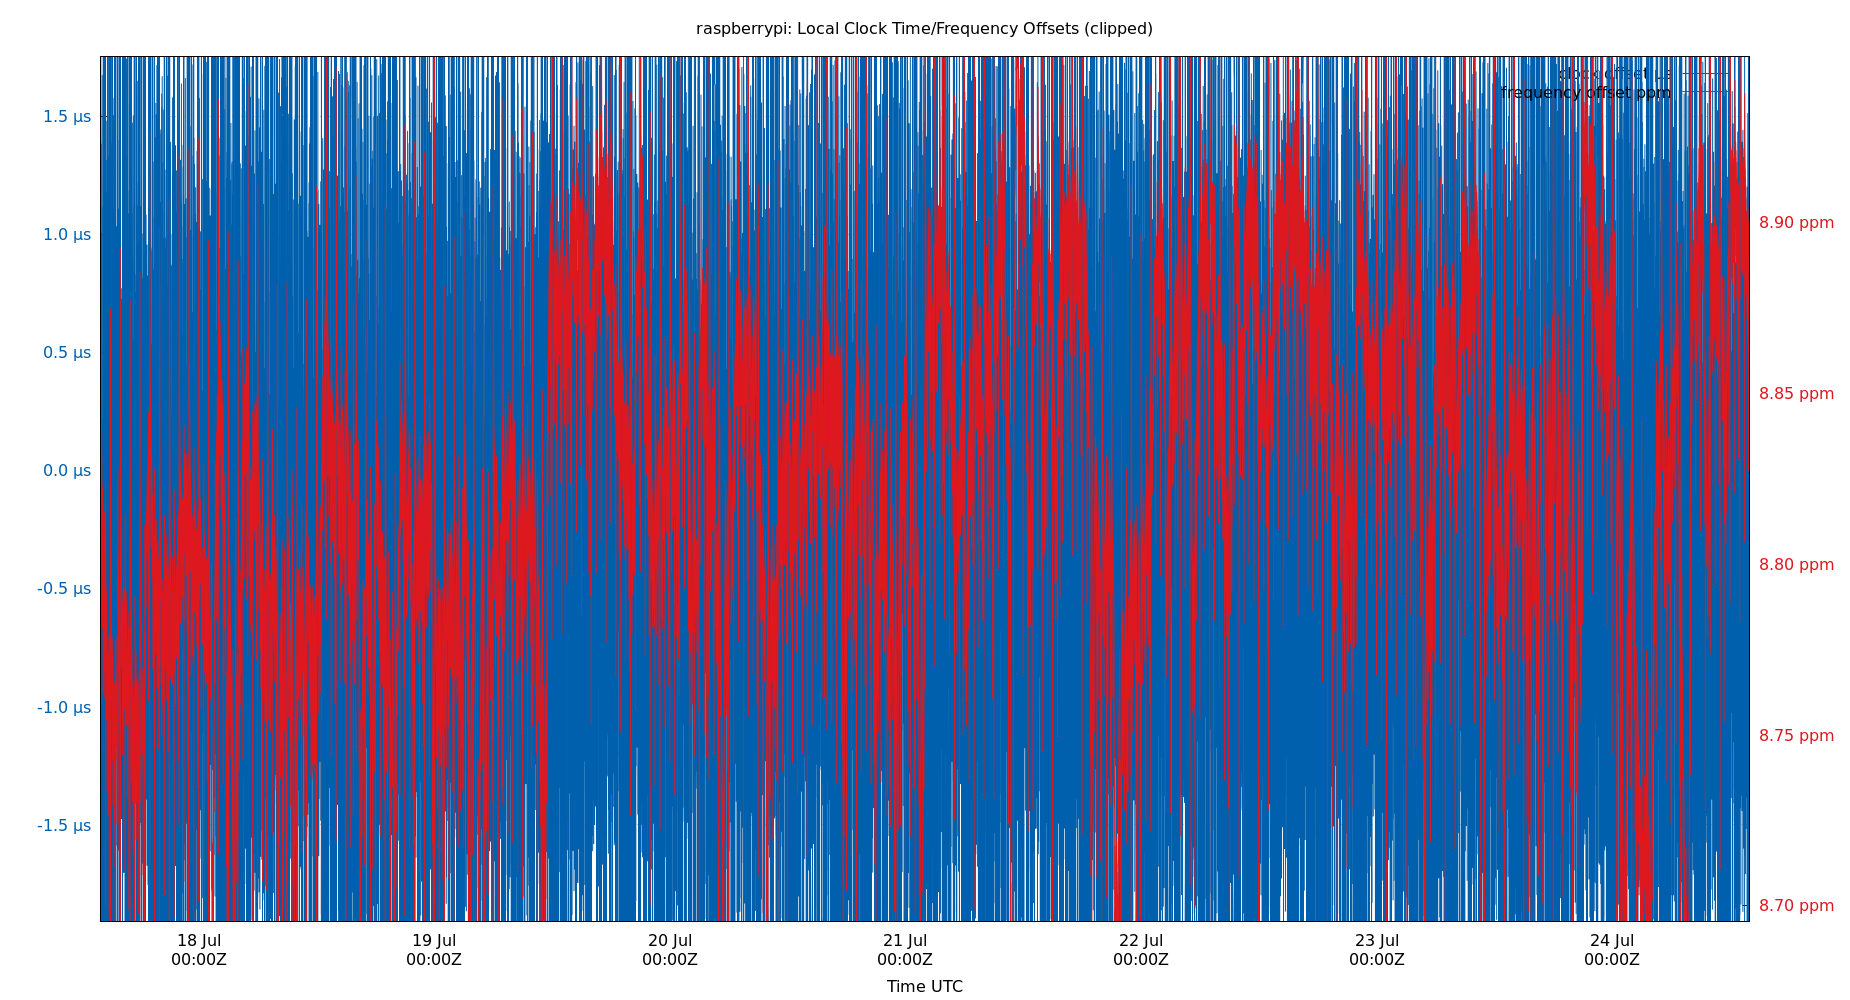 raspberrypi: Local Clock Time/Frequency Offsets (clipped)
clock offset µs
frequency offset ppm
1.5 µs
1.0 µs
0.5 µs
0.0 µs
-0.5 µs
-1.0 µs
-1.5 µs
8.90 ppm
8.85 ppm
8.80 ppm
8.75 ppm
8.70 ppm
18 Jul 19 Jul 20 Jul 21 Jul 22 Jul 23 Jul 24 Jul
00:00Z 00:00Z 00:00Z 00:00Z 00:00Z 00:00Z 00:00Z
Time UTC